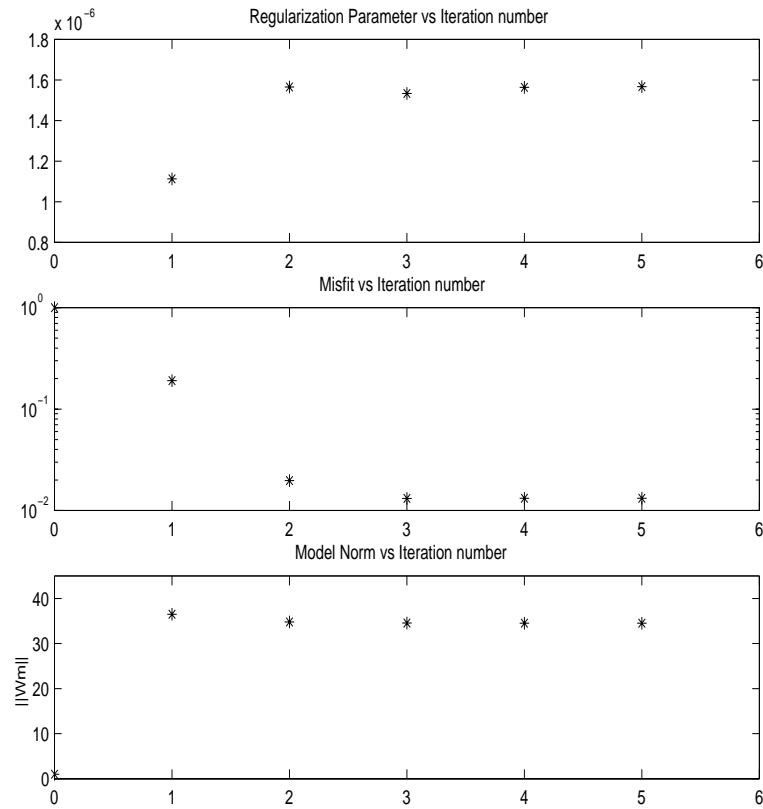 Regularization Parameter vs Iteration number
x 10⁻⁶
1.8
1.6
1.4
1.2
1
0.8
0 1 2 3 4 5 6
Misfit vs Iteration number
10⁰
10⁻¹
10⁻²
0 1 2 3 4 5 6
Model Norm vs Iteration number
||Wm||
40
30
20
10
0
0 1 2 3 4 5 6